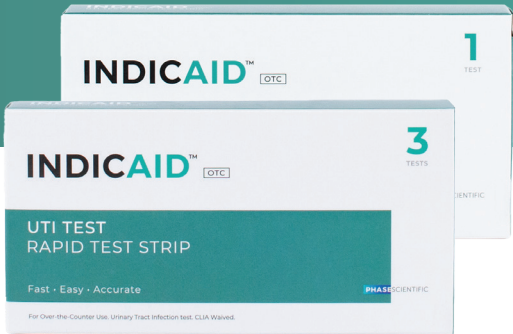 INDICAID™ OTC
1
TEST
INDICAID™ OTC
3
TESTS
UTI TEST
RAPID TEST STRIP
Fast • Easy • Accurate
PHASESCIENTIFIC
For Over-the-Counter Use. Urinary Tract Infection test. CLIA Waived.